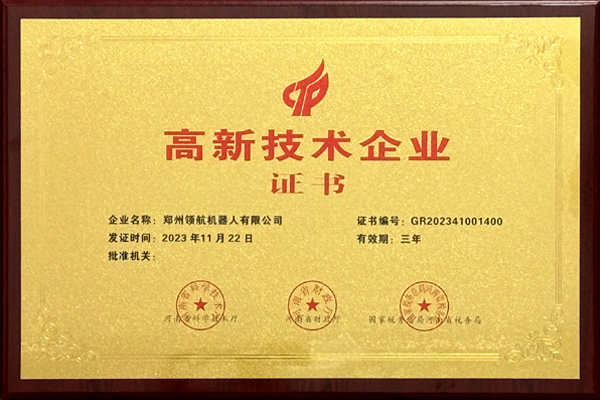 高新技术企业
证书
企业名称：郑州领航机器人有限公司
证书编号：GR202341001400
发证时间：2023年11月22日
有效期：三年
批准机关：
河南省科学技术厅
河南省财政厅
国家税务总局河南省税务局